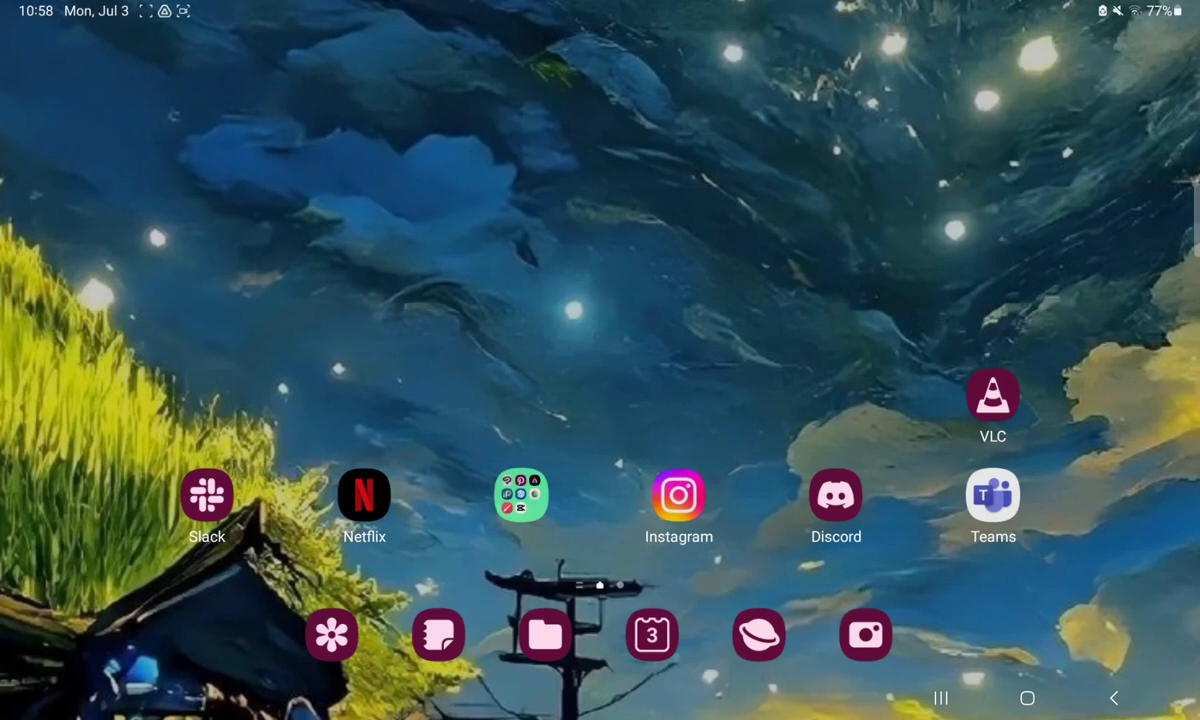 10:58 Mon, Jul 3
77%
VLC
Slack
Netflix
Instagram
Discord
Teams
3